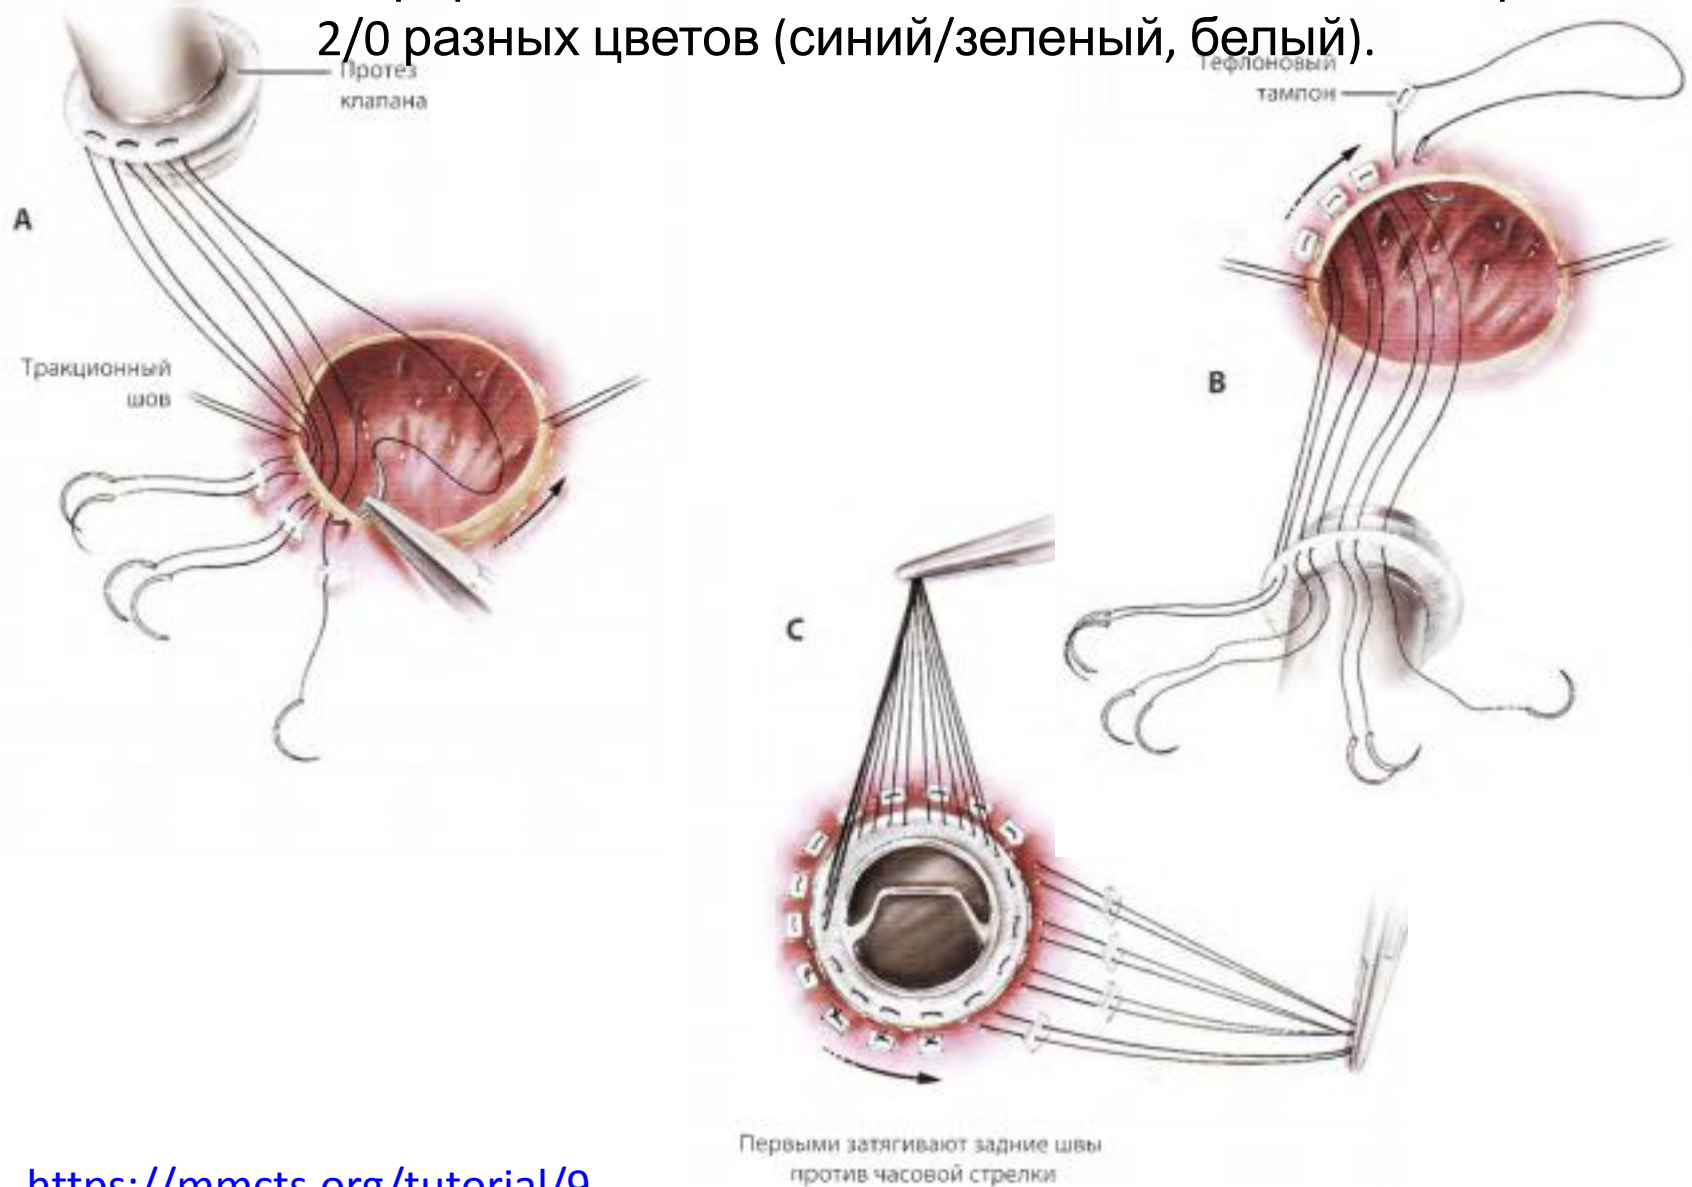 2/0 разных цветов (синий/зеленый, белый).
Протез
клапана
Тефлоновый
тампон
A
Тракционный
шов
B
C
Первыми затягивают задние швы
против часовой стрелки
https://mmcts.org/tutorial/9